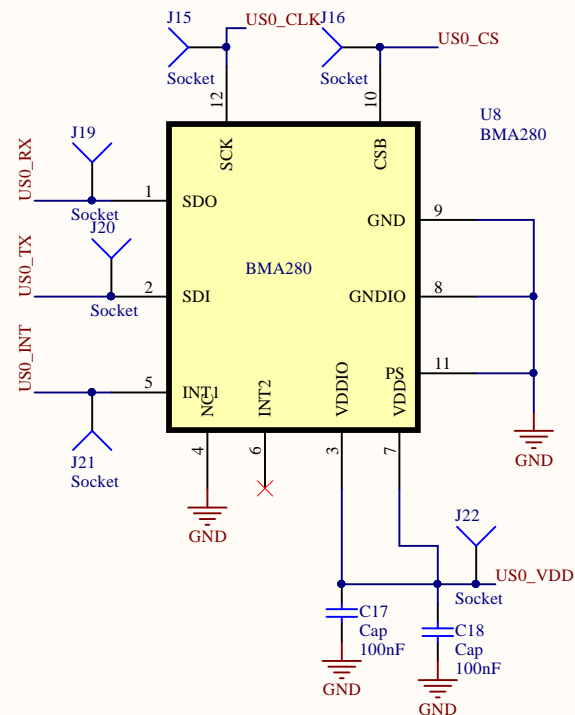 J15
US0_CLK
J16
US0_CS
Socket
Socket
12
10
U8
BMA280
SCK
CSB
J19
US0_RX
1
SDO
Socket
GND
9
J20
US0_TX
2
SDI
BMA280
GNDIO
8
Socket
US0_INT
5
INT1
NC
INT2
VDDIO
VDD
PS
11
J21
Socket
4
6
3
7
GND
GND
J22
US0_VDD
Socket
C17
Cap
100nF
C18
Cap
100nF
GND
GND